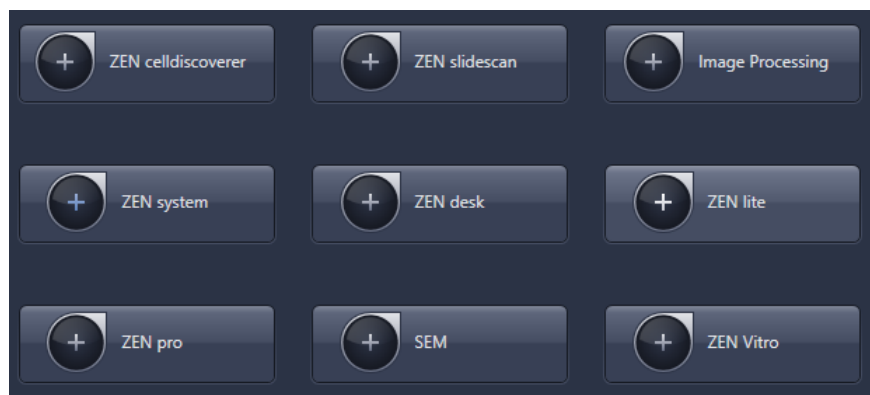 ZEN celldiscoverer
ZEN slidescan
Image Processing
ZEN system
ZEN desk
ZEN lite
ZEN pro
SEM
ZEN Vitro